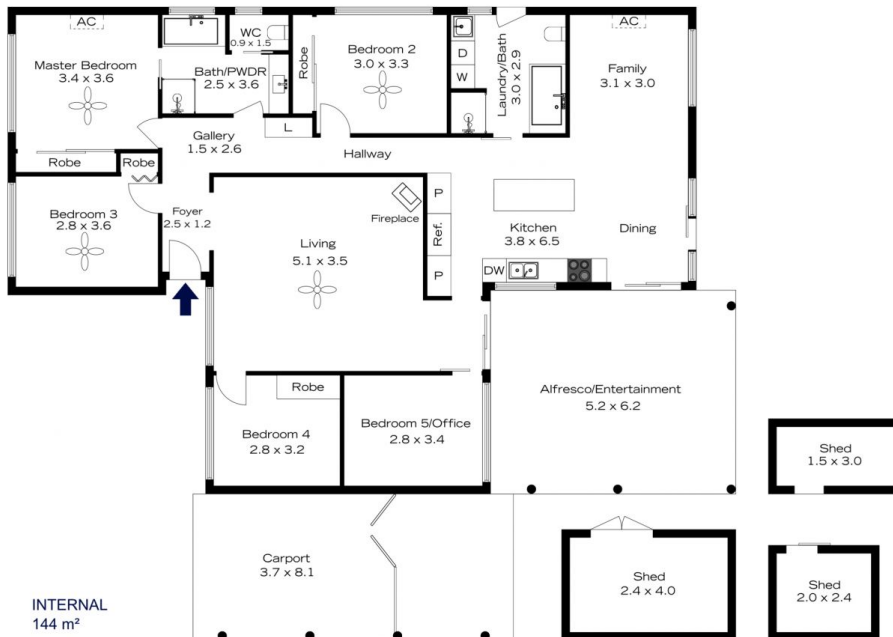 AC
Master Bedroom
3.4 x 3.6
Robe
Robe
Bedroom 3
2.8 x 3.6
WC
0.9 x 1.5
Bath/PWDR
2.5 x 3.6
Gallery
1.5 x 2.6
L
Hallway
Foyer
2.5 x 1.2
Robe
Bedroom 2
3.0 x 3.3
D
W
Laundry/Bath
3.0 x 2.9
AC
Family
3.1 x 3.0
Fireplace
Living
5.1 x 3.5
P
Ref.
P
Kitchen
3.8 x 6.5
Dining
DW
Robe
Bedroom 4
2.8 x 3.2
Bedroom 5/Office
2.8 x 3.4
Alfresco/Entertainment
5.2 x 6.2
Carport
3.7 x 8.1
Shed
1.5 x 3.0
Shed
2.4 x 4.0
Shed
2.0 x 2.4
INTERNAL
144 m²